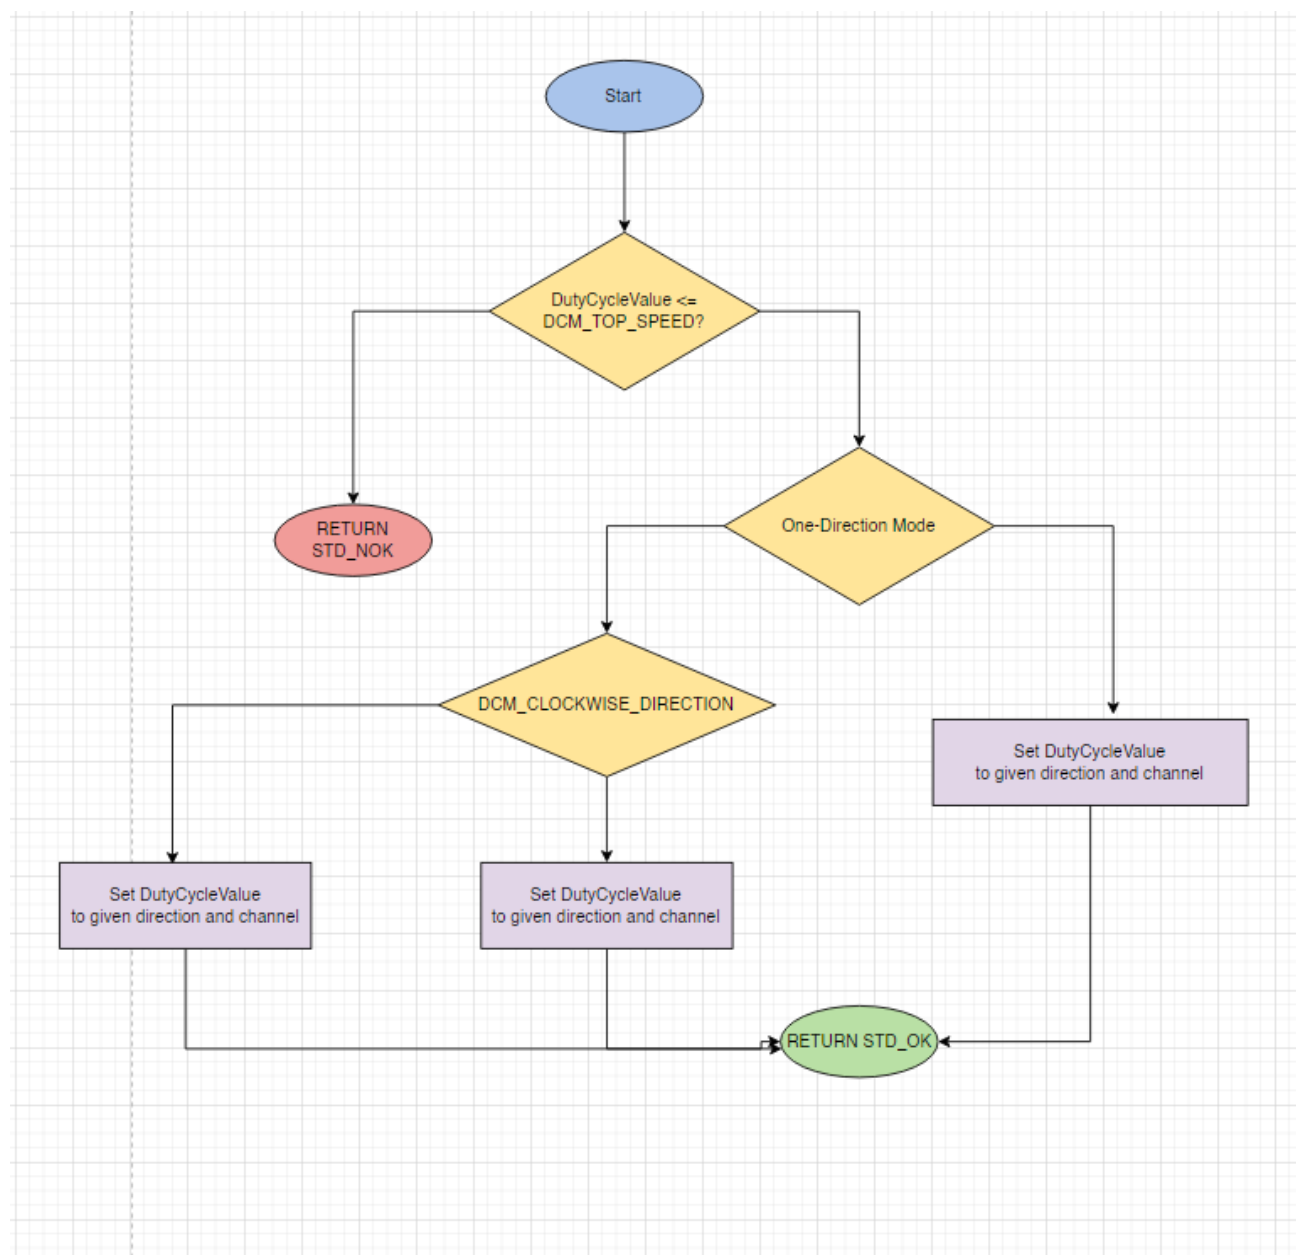 Start
DutyCycleValue <=
DCM_TOP_SPEED?
RETURN
STD_NOK
One-Direction Mode
DCM_CLOCKWISE_DIRECTION
Set DutyCycleValue
to given direction and channel
Set DutyCycleValue
to given direction and channel
Set DutyCycleValue
to given direction and channel
RETURN STD_OK